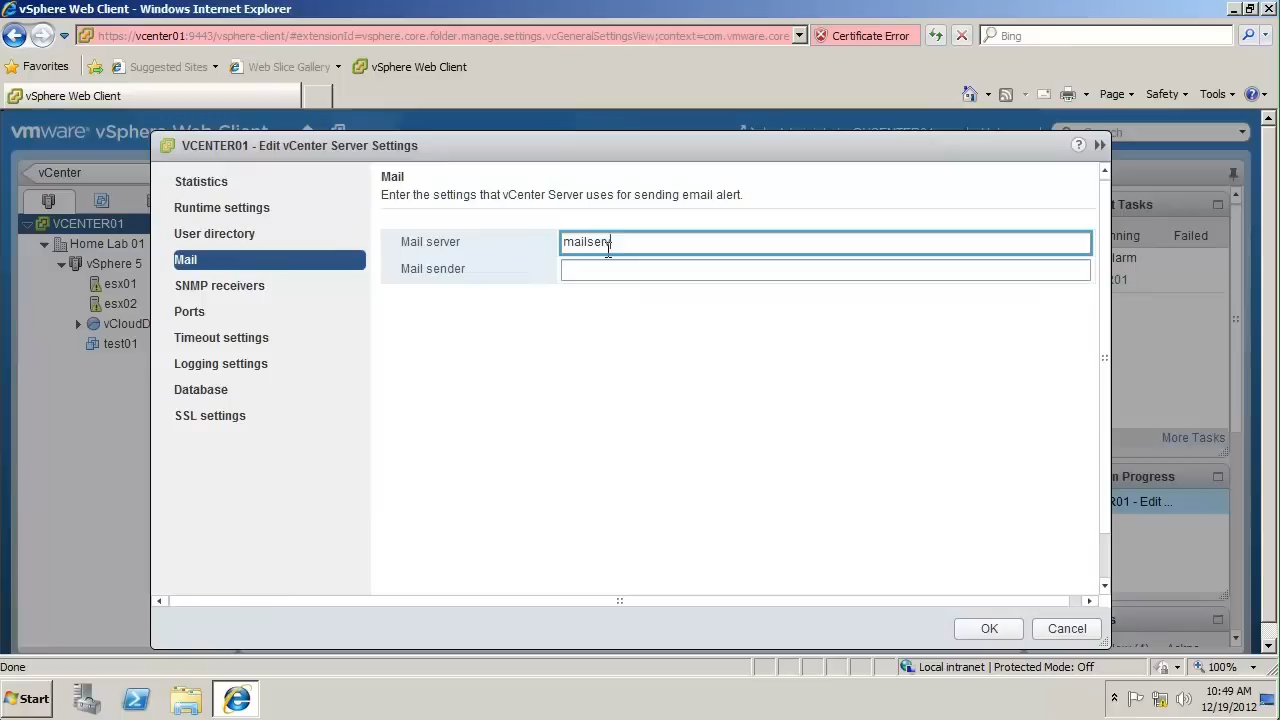 vSphere Web Client - Windows Internet Explorer
https://vcenter01:9443/vsphere-client/#extensionId=vsphere.core.folder.manage.settings.vcGeneralSettingsView;context=com.vmware.core
Certificate Error
Bing
Favorites
Suggested Sites
Web Slice Gallery
vSphere Web Client
vSphere Web Client
Page
Safety
Tools
vmware vSphere Web Client
VCENTER01 - Edit vCenter Server Settings
vCenter
VCENTER01
Home Lab 01
vSphere 5
esx01
esx02
vCloudD
test01
Statistics
Runtime settings
User directory
Mail
SNMP receivers
Ports
Timeout settings
Logging settings
Database
SSL settings
Mail
Enter the settings that vCenter Server uses for sending email alert.
Mail server
mailserv
Mail sender
t Tasks
nning
Failed
larm
More Tasks
n Progress
01 - Edit ...
OK
Cancel
Done
Local intranet | Protected Mode: Off
100%
Start
10:49 AM
12/19/2012